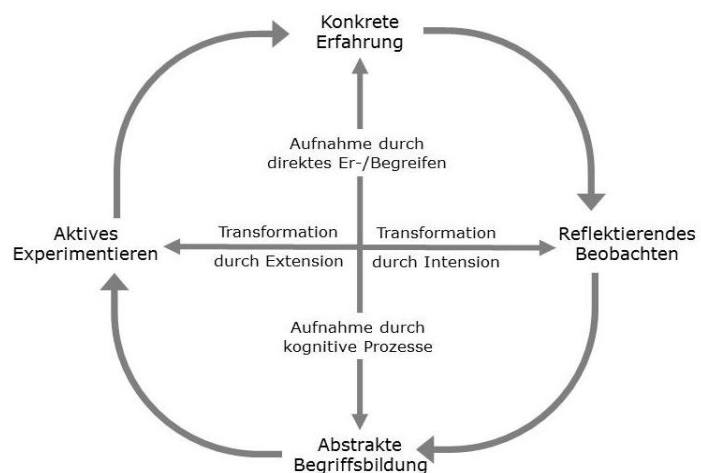 Konkrete
Erfahrung
Aufnahme durch
direktes Er-/Begreifen
Aktives
Experimentieren
Transformation
durch Extension
Transformation
durch Intension
Reflektierendes
Beobachten
Aufnahme durch
kognitive Prozesse
Abstrakte
Begriffsbildung